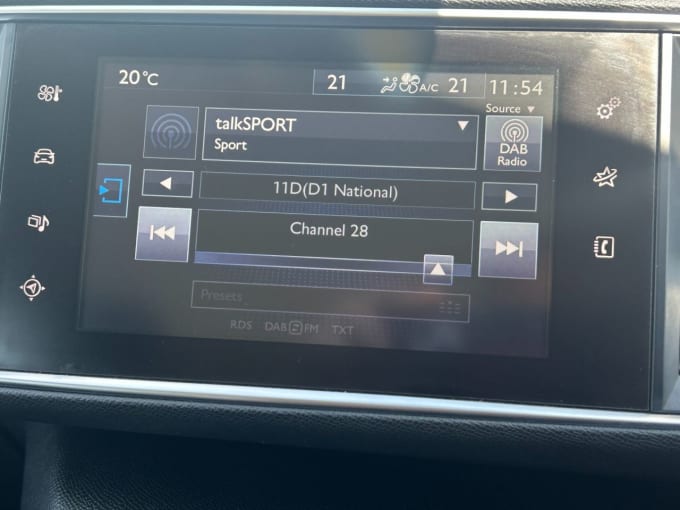 20°C 21 A/C 21 11:54
Source
talkSPORT
Sport
DAB
Radio
11D(D1 National)
Channel 28
Presets
RDS DAB FM TXT